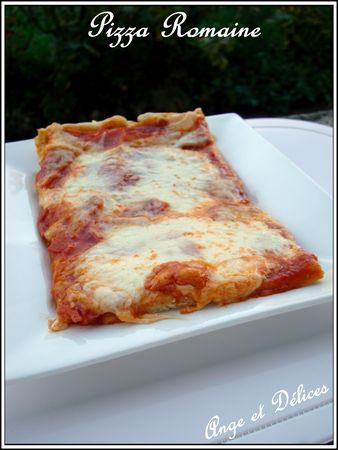 Pizza Romaine
Ange et Délices